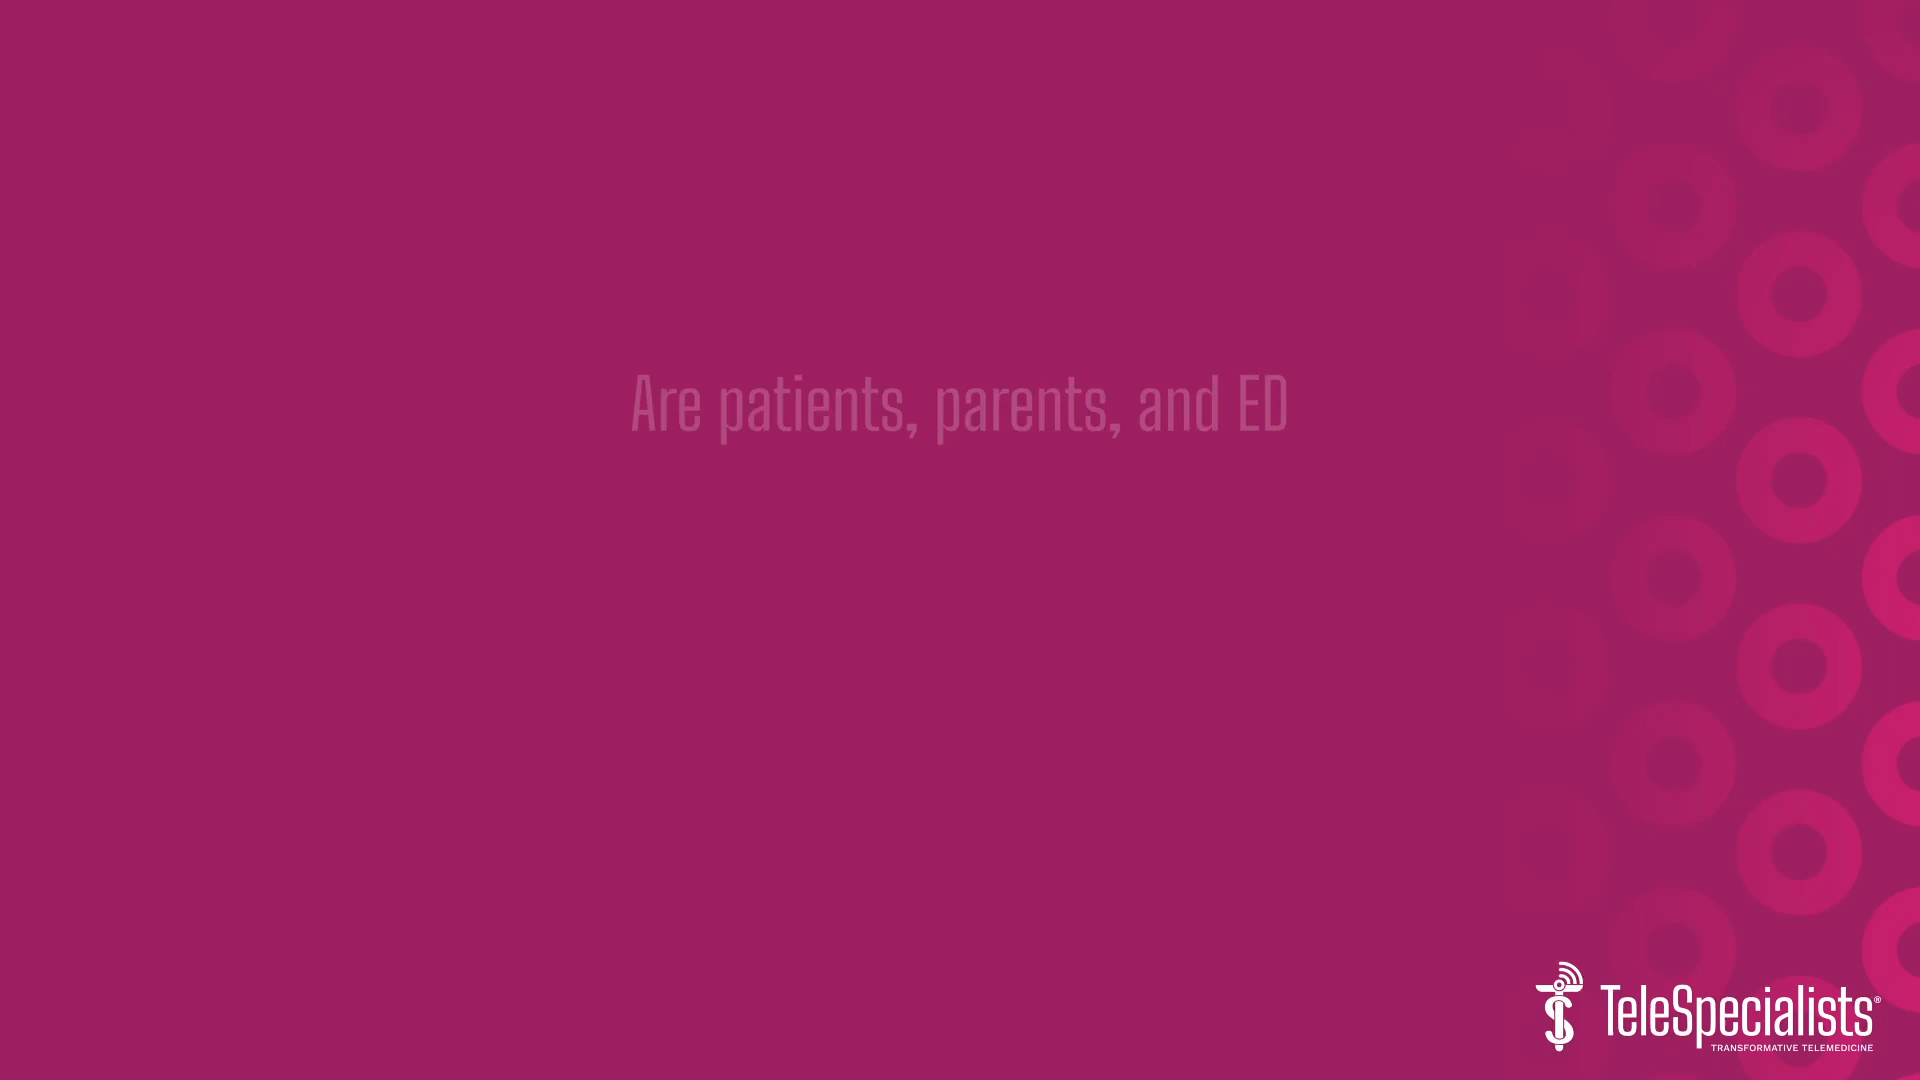 Are patients, parents, and ED
TeleSpecialists®
TRANSFORMATIVE TELEMEDICINE